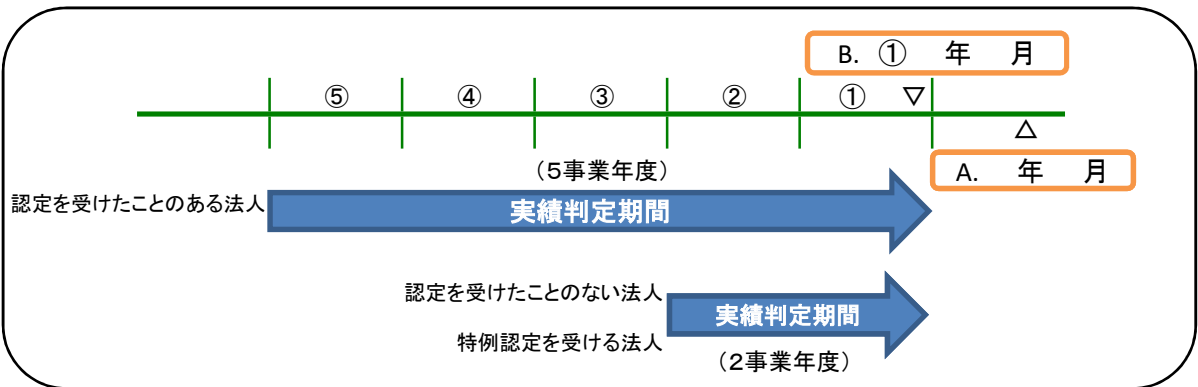 B. ① 年 月
⑤ ④ ③ ② ① ▽
△
(5事業年度)
A. 年 月
認定を受けたことのある法人
実績判定期間
認定を受けたことのない法人
実績判定期間
特例認定を受ける法人
(2事業年度)